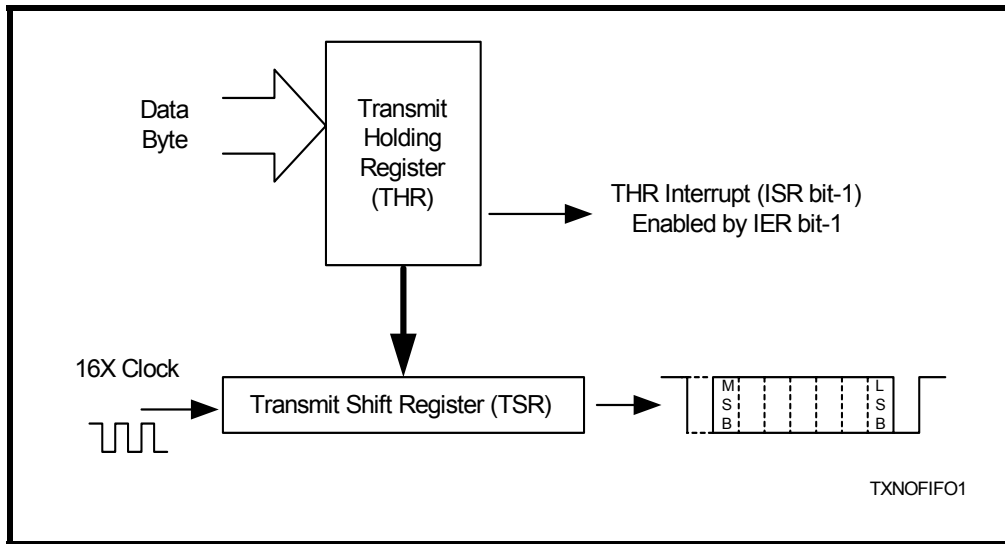 Data
Byte
Transmit
Holding
Register
(THR)
THR Interrupt (ISR bit-1)
Enabled by IER bit-1
16X Clock
Transmit Shift Register (TSR)
M
S
B
L
S
B
TXNOFIFO1